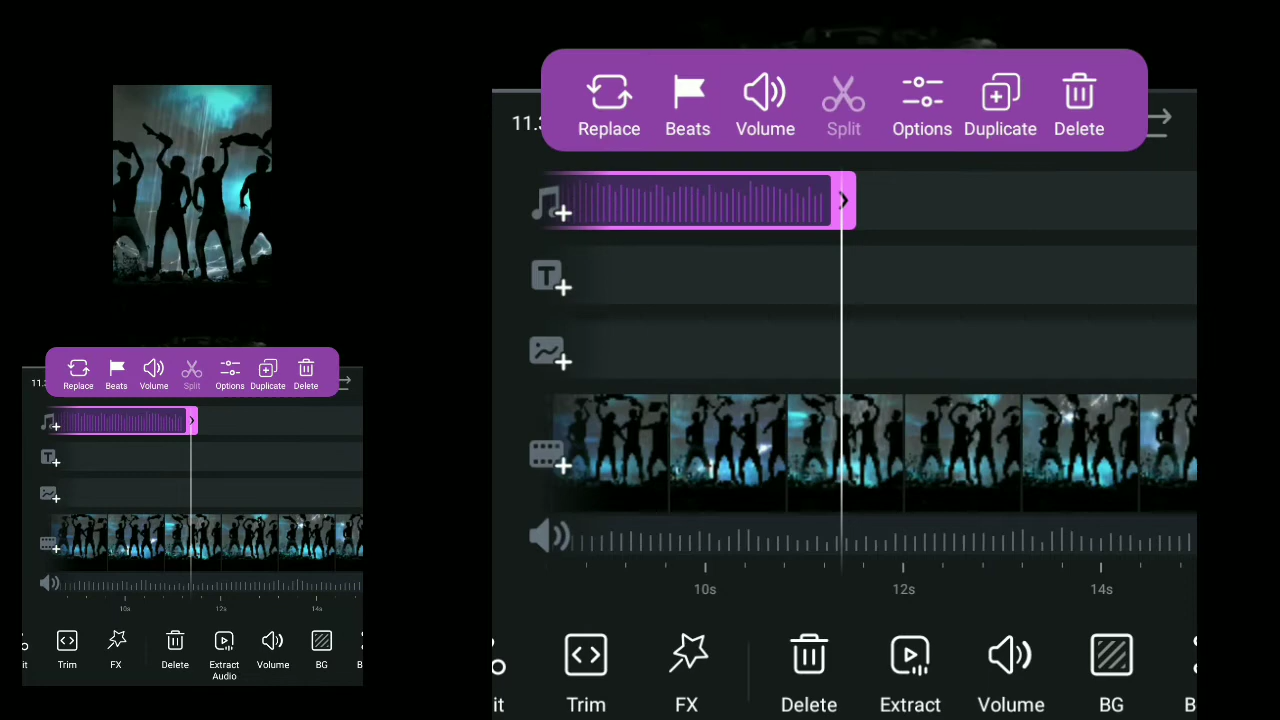 Replace Beats Volume Split Options Duplicate Delete
11.
T
10s 12s 14s
it Trim FX Delete Extract Audio Volume BG B
Replace Beats Volume Split Options Duplicate Delete
11.
T
10s 12s 14s
it Trim FX Delete Extract Volume BG B